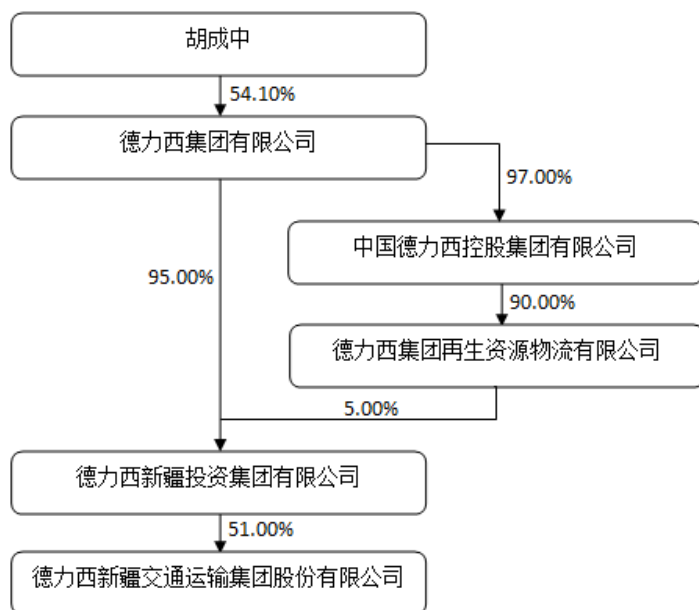 胡成中
54.10%
德力西集团有限公司
97.00%
中国德力西控股集团有限公司
95.00%
90.00%
德力西集团再生资源物流有限公司
5.00%
德力西新疆投资集团有限公司
51.00%
德力西新疆交通运输集团股份有限公司